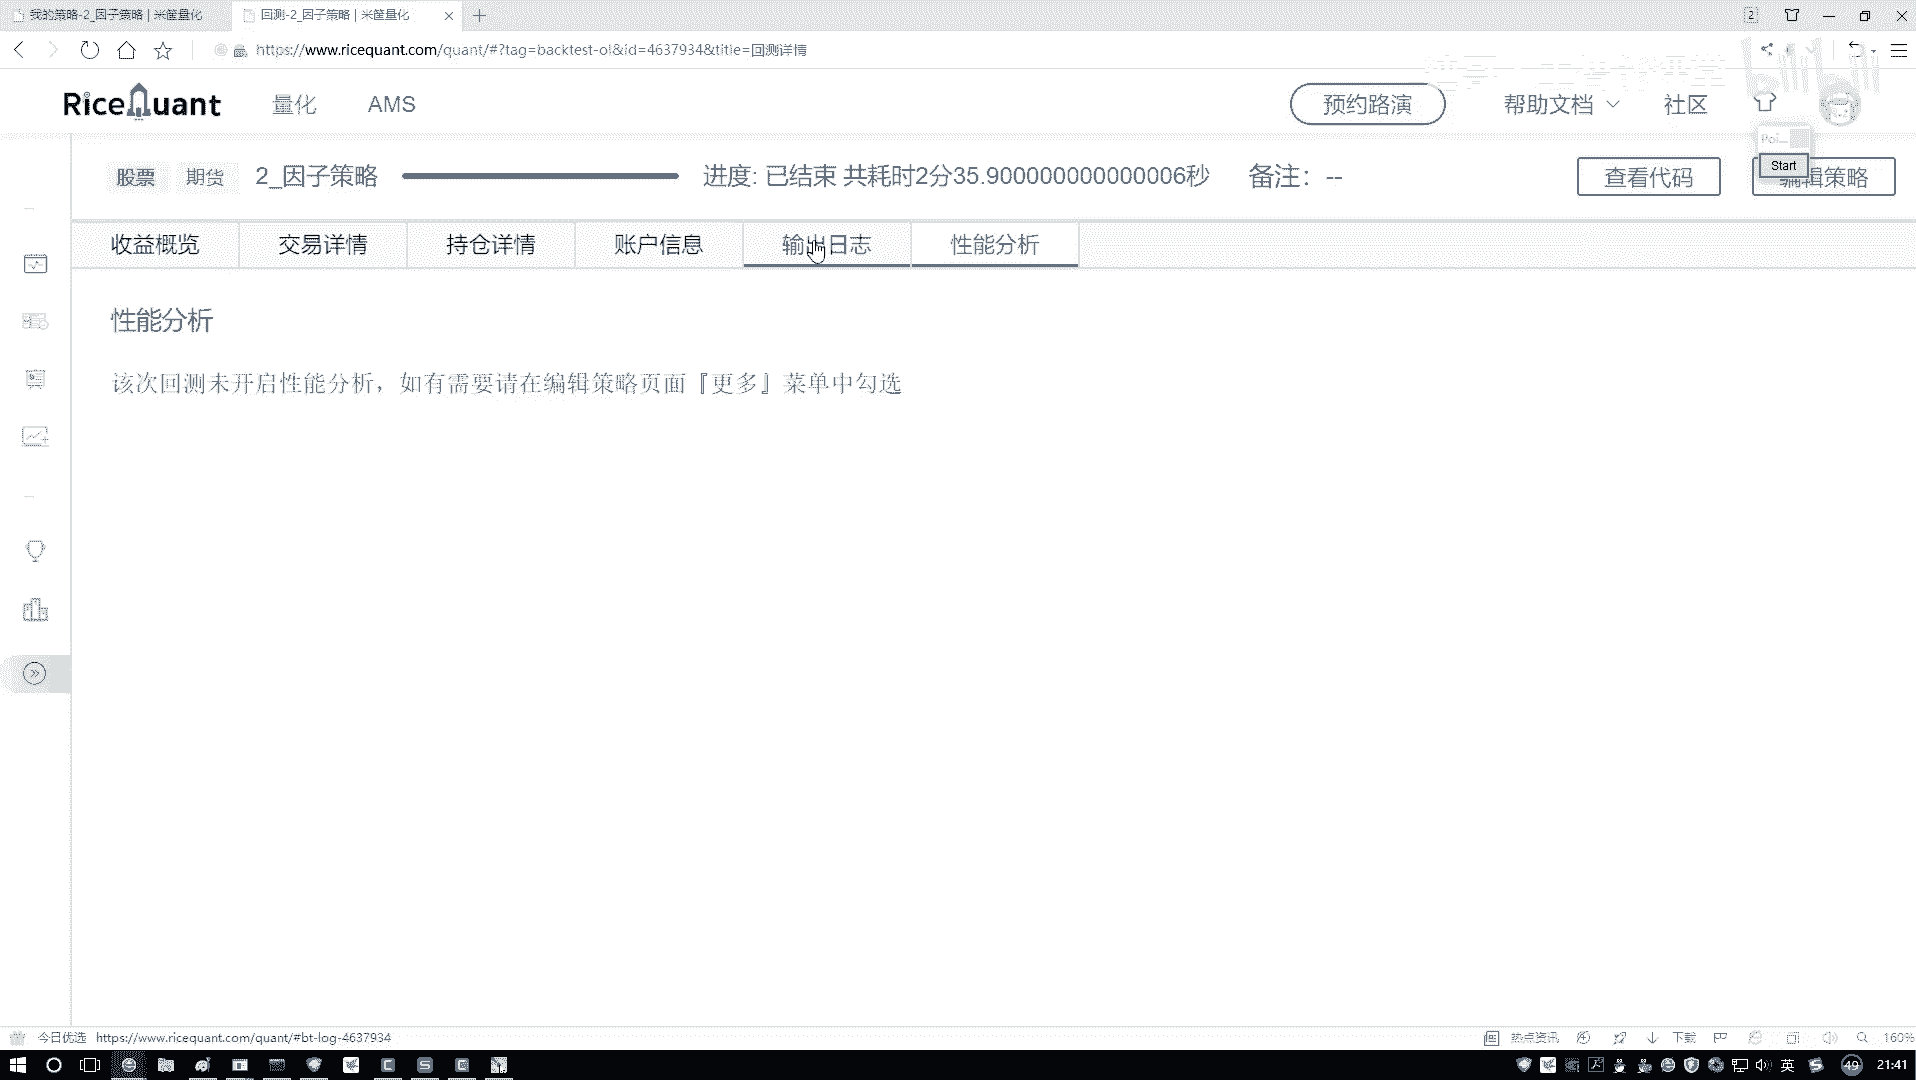 我的策略-2_因子策略 | 米筐量化
回测-2_因子策略 | 米筐量化
2
https://www.ricequant.com/quant/#?tag=backtest-ol&id=4637934&title=回测详情
RiceQuant
量化
AMS
预约路演
帮助文档
社区
Start
股票
期货
2_因子策略
进度: 已结束 共耗时2分35.900000000000006秒
备注: --
查看代码
编辑策略
收益概览
交易详情
持仓详情
账户信息
输出日志
性能分析
性能分析
该次回测未开启性能分析，如有需要请在编辑策略页面『更多』菜单中勾选
今日优选
https://www.ricequant.com/quant/#bt-log-4637934
热点资讯
下载
160%
英
49
21:41